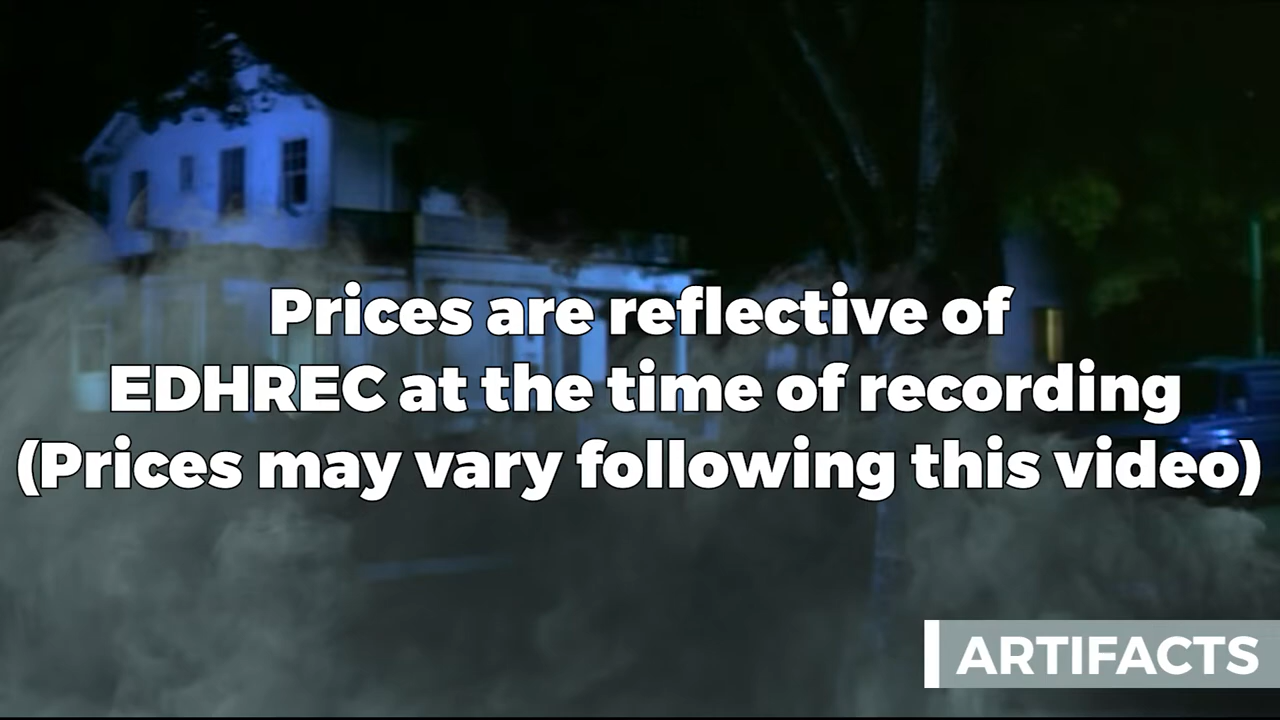 Prices are reflective of
EDHREC at the time of recording
(Prices may vary following this video)
ARTIFACTS